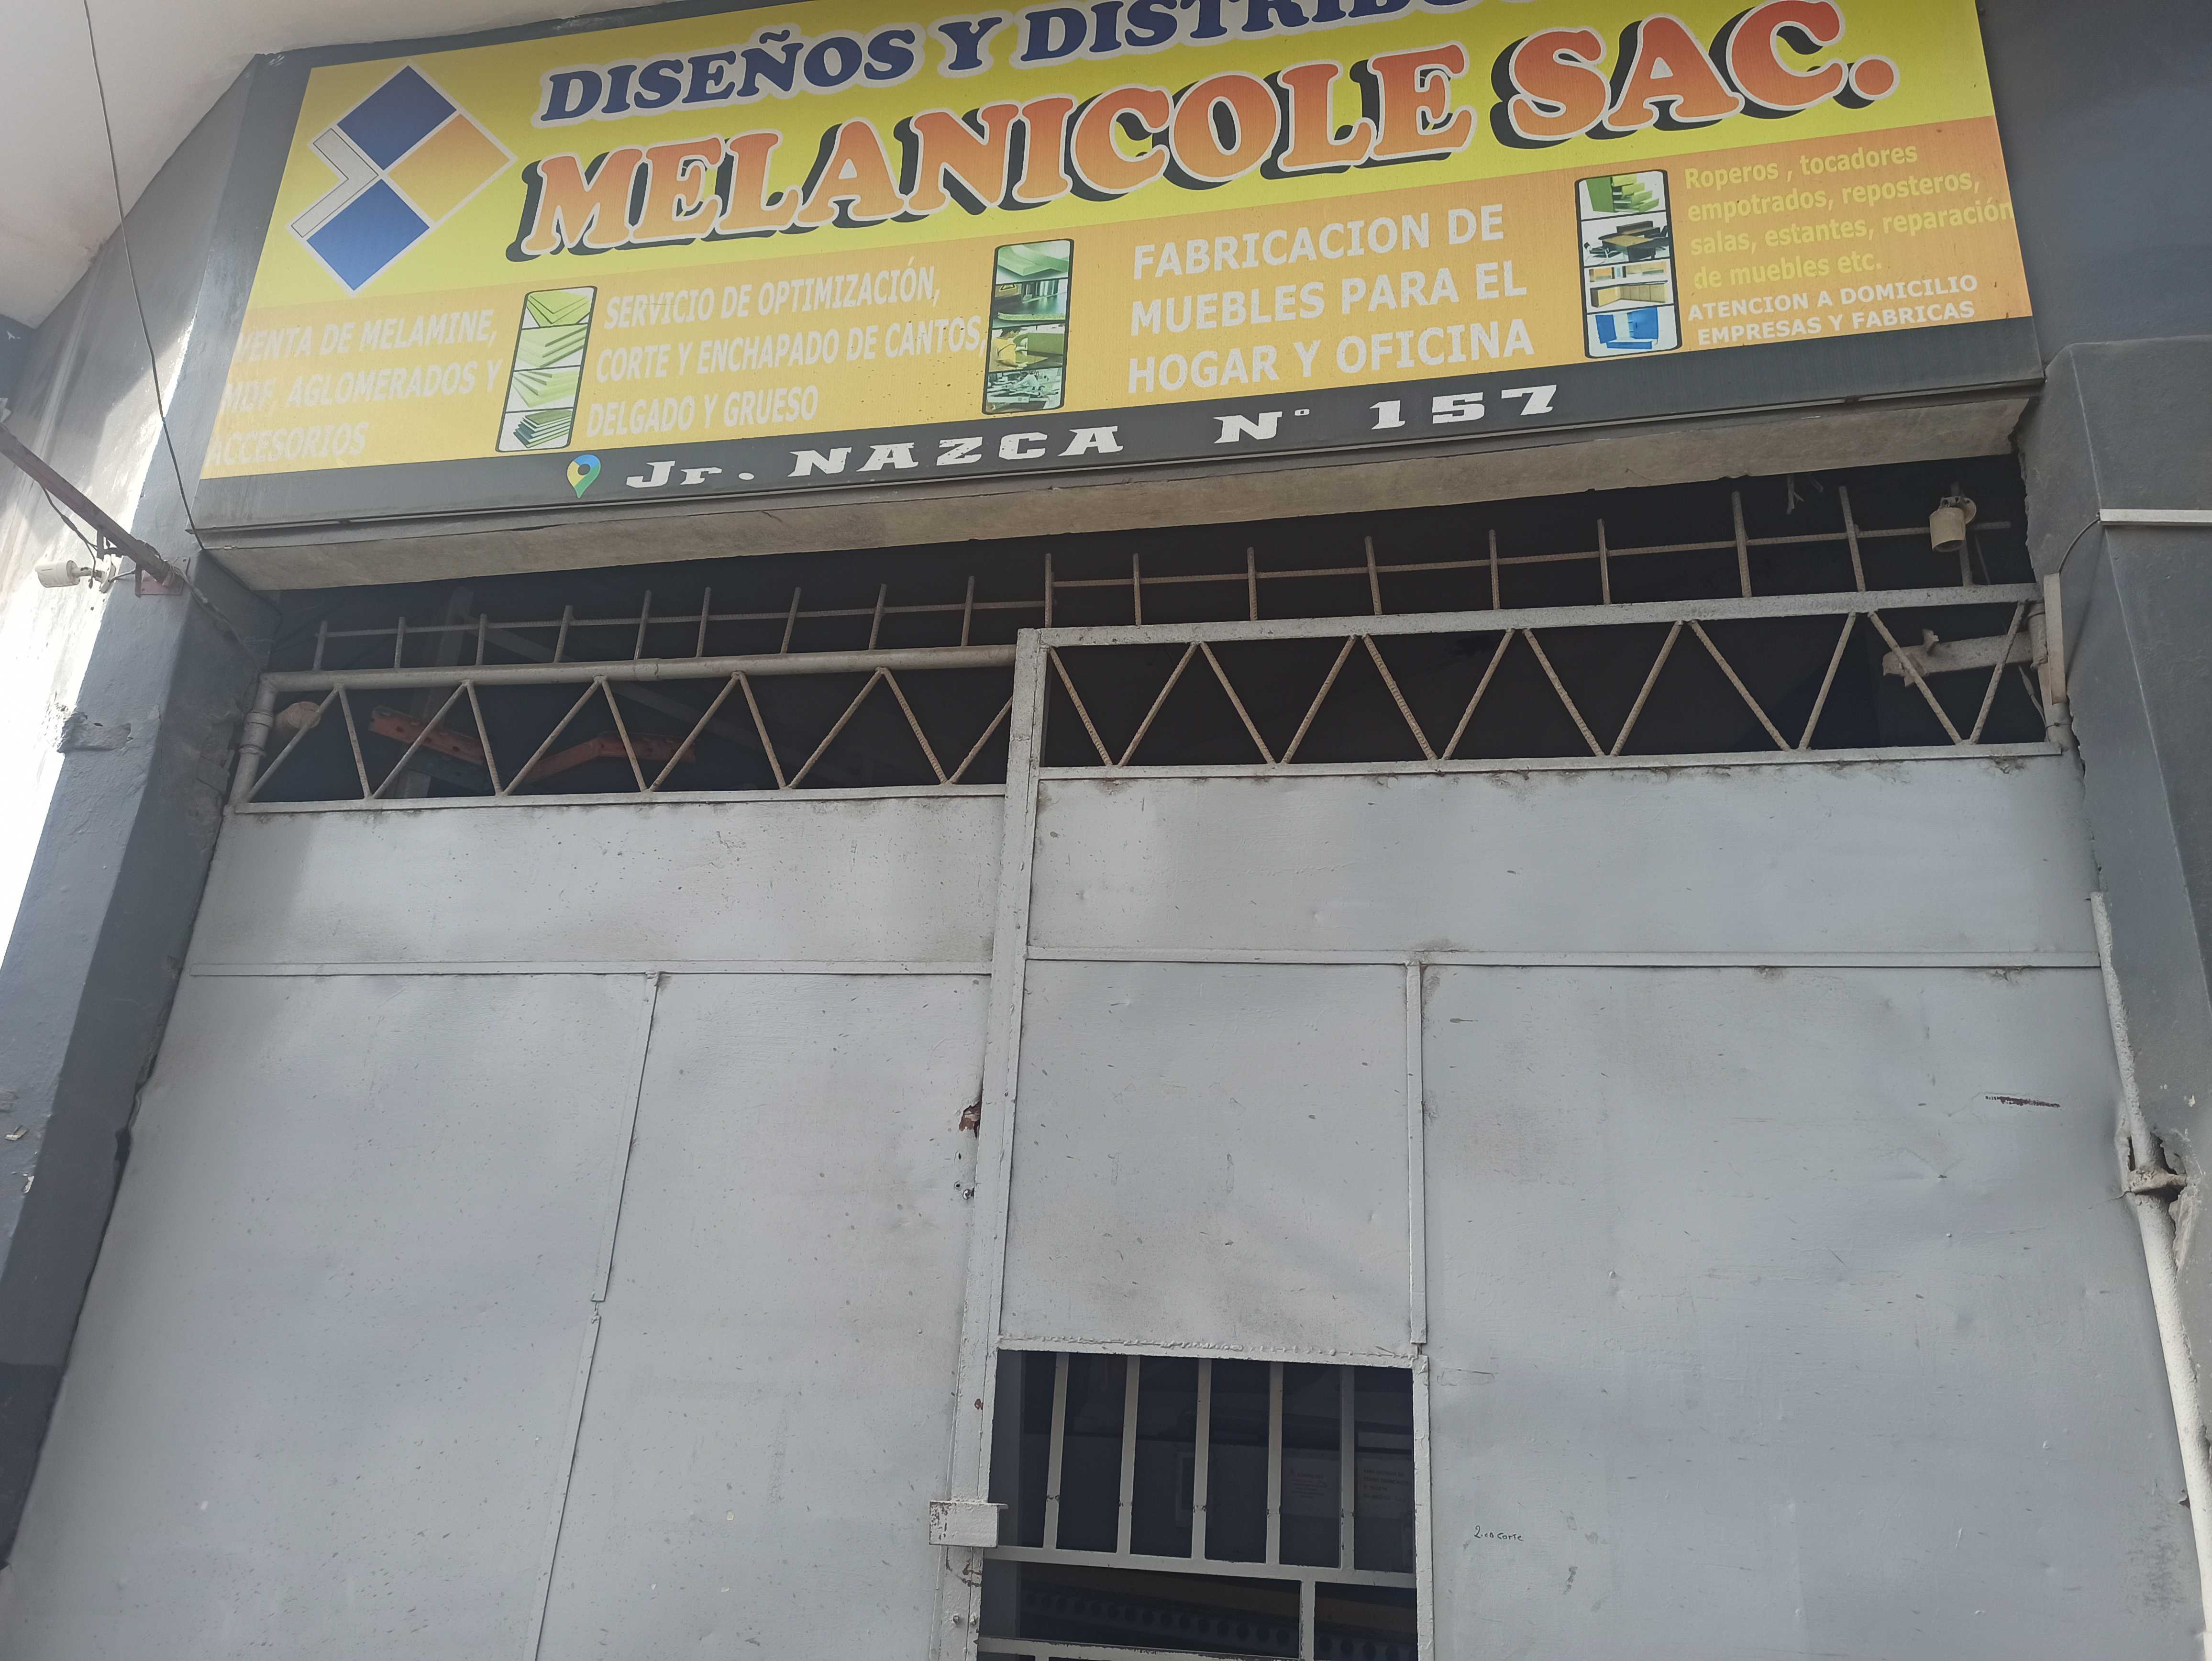 DISEÑOS Y
MELANICOLE SAC.
VENTA DE MELAMINE,
MDF, AGLOMERADOS Y
ACCESORIOS
SERVICIO DE OPTIMIZACIÓN,
CORTE Y ENCHAPADO DE CANTOS,
DELGADO Y GRUESO
FABRICACION DE
MUEBLES PARA EL
HOGAR Y OFICINA
Roperos , tocadores
empotrados, reposteros,
salas, estantes, reparación
de muebles etc.
ATENCION A DOMICILIO
EMPRESAS Y FABRICAS
Jr. NAZCA N° 157